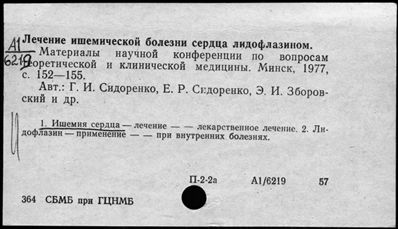 А1
6219
Лечение ишемической болезни сердца лидофлазином.
Материалы научной конференции по вопросам
теоретической и клинической медицины. Минск, 1977,
с. 152—155.
Авт.: Г. И. Сидоренко, Е. Р. Сидоренко, Э. И. Зборов-
ский и др.
1. Ишемия сердца — лечение — — лекарственное лечение. 2. Ли-
дофлазин — применение — — при внутренних болезнях.
П-2-2а А1/6219 57
364 СБМБ при ГЦНМБ